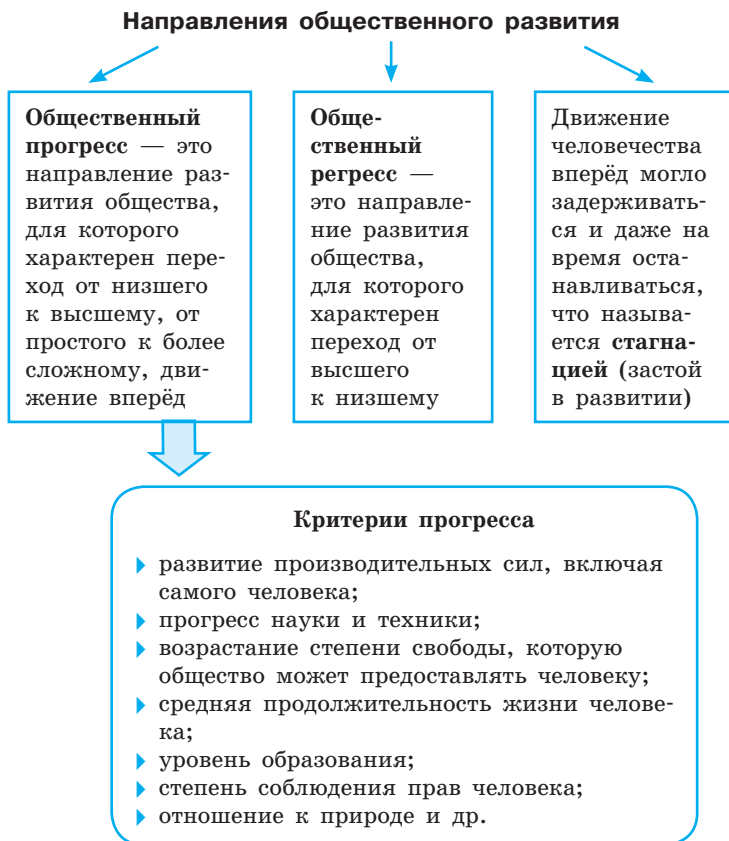 Направления общественного развития
Общественный
прогресс — это
направление раз-
вития общества,
для которого
характерен пере-
ход от низшего
к высшему, от
простого к более
сложному, дви-
жение вперёд
Обще-
ственный
регресс —
это направле-
ние развития
общества,
для которого
характерен
переход от
высшего
к низшему
Движение
человечества
вперёд могло
задерживать-
ся и даже на
время оста-
навливаться,
что называ-
ется стагна-
цией (застой
в развитии)
Критерии прогресса
развитие производительных сил, включая
самого человека;
прогресс науки и техники;
возрастание степени свободы, которую
общество может предоставлять человеку;
средняя продолжительность жизни челове-
ка;
уровень образования;
степень соблюдения прав человека;
отношение к природе и др.